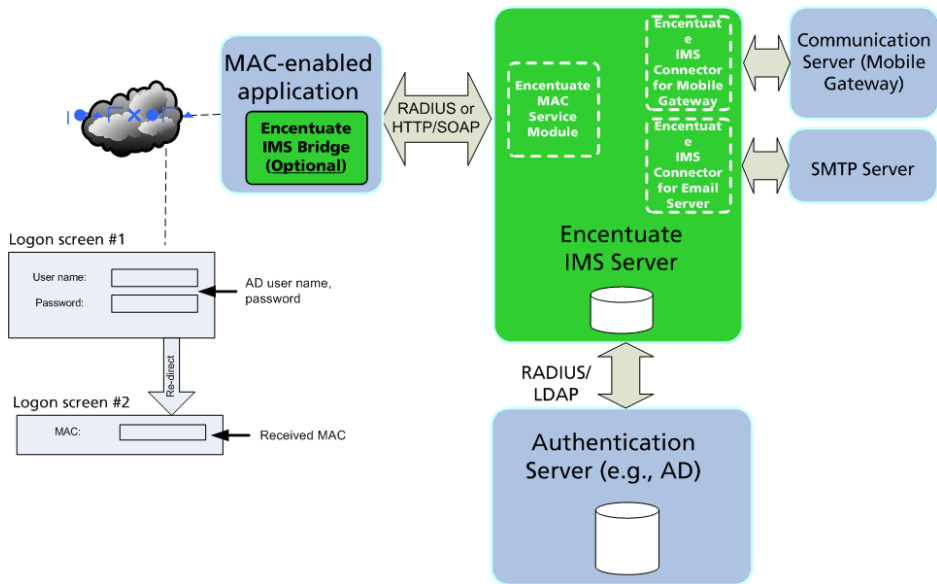 MAC-enabled
application
Encentuate
IMS Bridge
(Optional)
RADIUS or
HTTP/SOAP
Encentuate
MAC
Service
Module
Encentuat
e
IMS
Connector
for Mobile
Gateway
Encentuat
e
IMS
Connector
for Email
Server
Communication
Server (Mobile
Gateway)
SMTP Server
Encentuate
IMS Server
Logon screen #1
User name:
Password:
AD user name,
password
Re-direct
Logon screen #2
MAC:
Received MAC
RADIUS/
LDAP
Authentication
Server (e.g., AD)